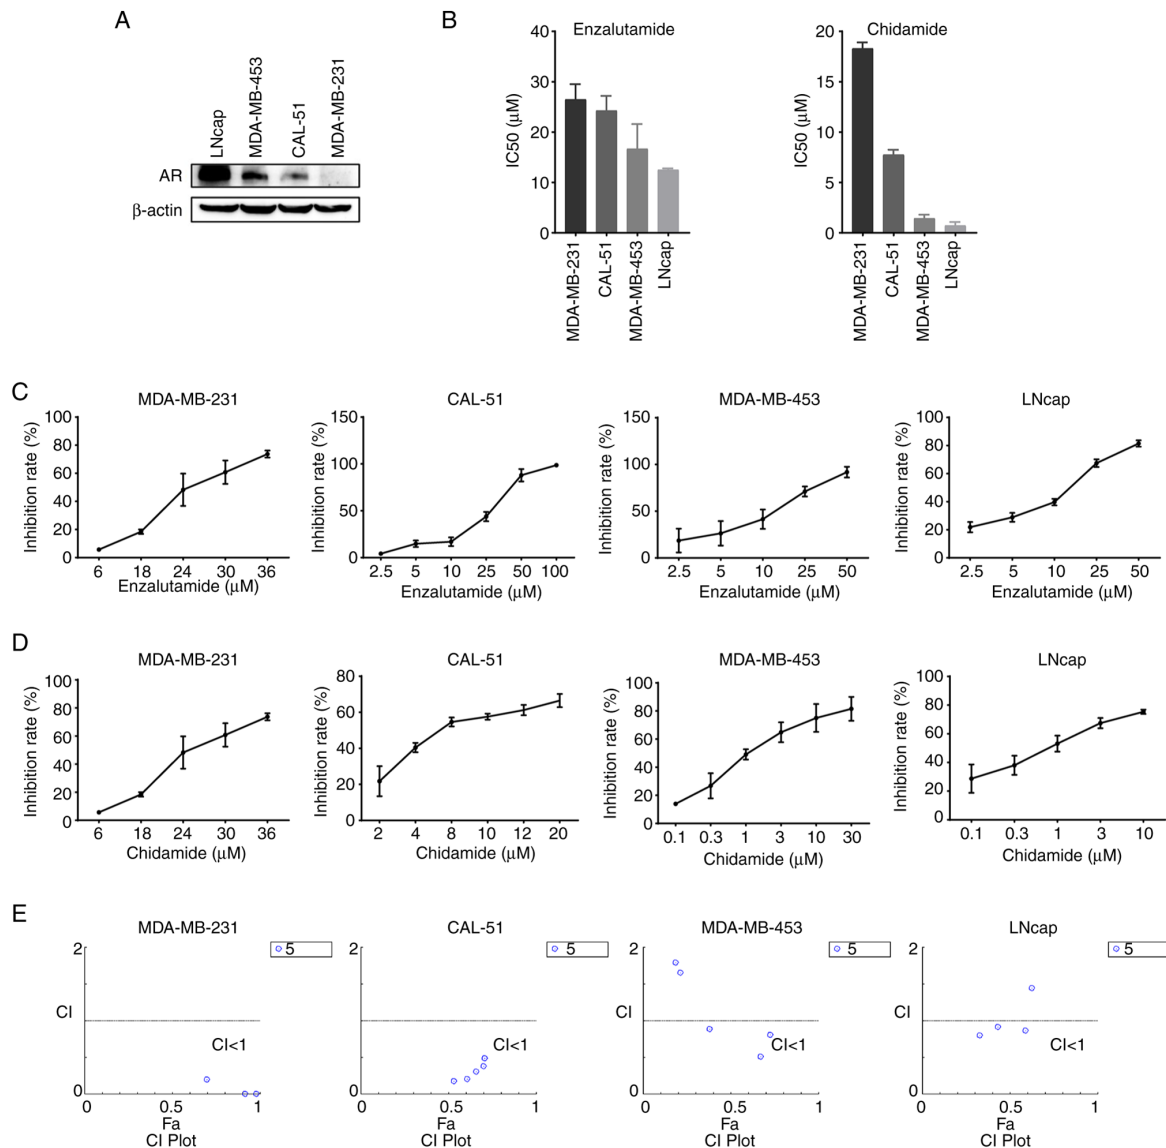 A
LNcap
MDA-MB-453
CAL-51
MDA-MB-231
AR
β-actin
B
Enzalutamide
IC50 (μM)
40
30
20
10
0
MDA-MB-231
CAL-51
MDA-MB-453
LNcap
Chidamide
IC50 (μM)
20
15
10
5
0
MDA-MB-231
CAL-51
MDA-MB-453
LNcap
C
MDA-MB-231
Inhibition rate (%)
100
80
60
40
20
0
6 18 24 30 36
Enzalutamide (μM)
CAL-51
Inhibition rate (%)
150
100
50
0
2.5 5 10 25 50 100
Enzalutamide (μM)
MDA-MB-453
Inhibition rate (%)
150
100
50
0
2.5 5 10 25 50
Enzalutamide (μM)
LNcap
Inhibition rate (%)
100
80
60
40
20
0
2.5 5 10 25 50
Enzalutamide (μM)
D
MDA-MB-231
Inhibition rate (%)
100
80
60
40
20
0
6 18 24 30 36
Chidamide (μM)
CAL-51
Inhibition rate (%)
80
60
40
20
0
2 4 8 10 12 20
Chidamide (μM)
MDA-MB-453
Inhibition rate (%)
100
80
60
40
20
0
0.1 0.3 1 3 10 30
Chidamide (μM)
LNcap
Inhibition rate (%)
100
80
60
40
20
0
0.1 0.3 1 3 10
Chidamide (μM)
E
MDA-MB-231
5
2
CI
CI<1
0
0 0.5 1
Fa
CI Plot
CAL-51
5
2
CI<1
0
0 0.5 1
Fa
CI Plot
MDA-MB-453
5
2
CI
CI<1
0
0 0.5 1
Fa
CI Plot
LNcap
5
2
CI
CI<1
0
0 0.5 1
Fa
CI Plot